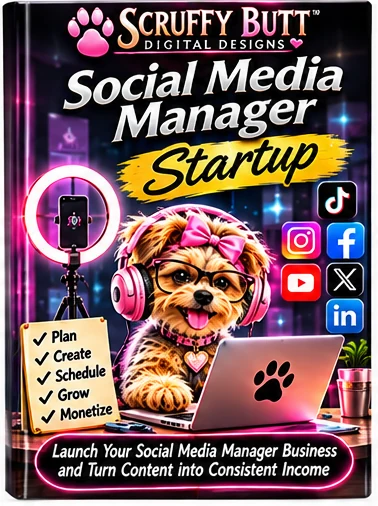 SCRUFFY BUTT™
DIGITAL DESIGNS
Social Media
Manager
Startup
✓ Plan
✓ Create
✓ Schedule
✓ Grow
✓ Monetize
Launch Your Social Media Manager Business
and Turn Content into Consistent Income